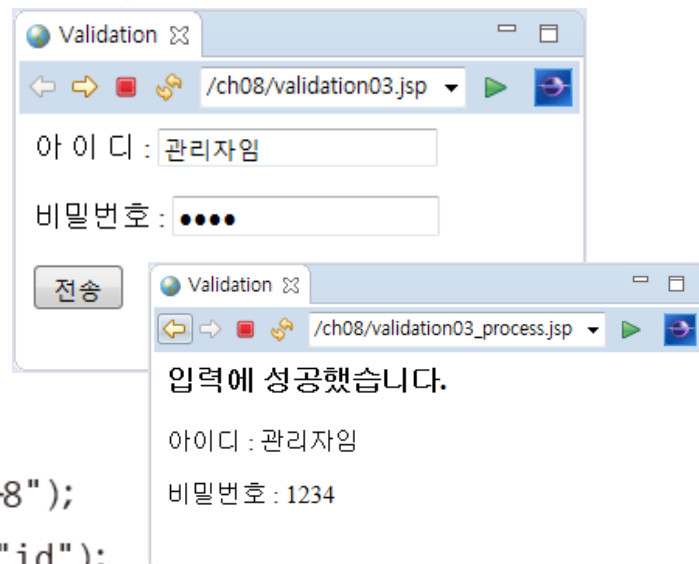 Validation
/ch08/validation03.jsp
아 이 디 : 관리자임
비밀번호 : ●●●●
전송
Validation
/ch08/validation03_process.jsp
입력에 성공했습니다.
아이디 : 관리자임
비밀번호 : 1234
8");
"id");